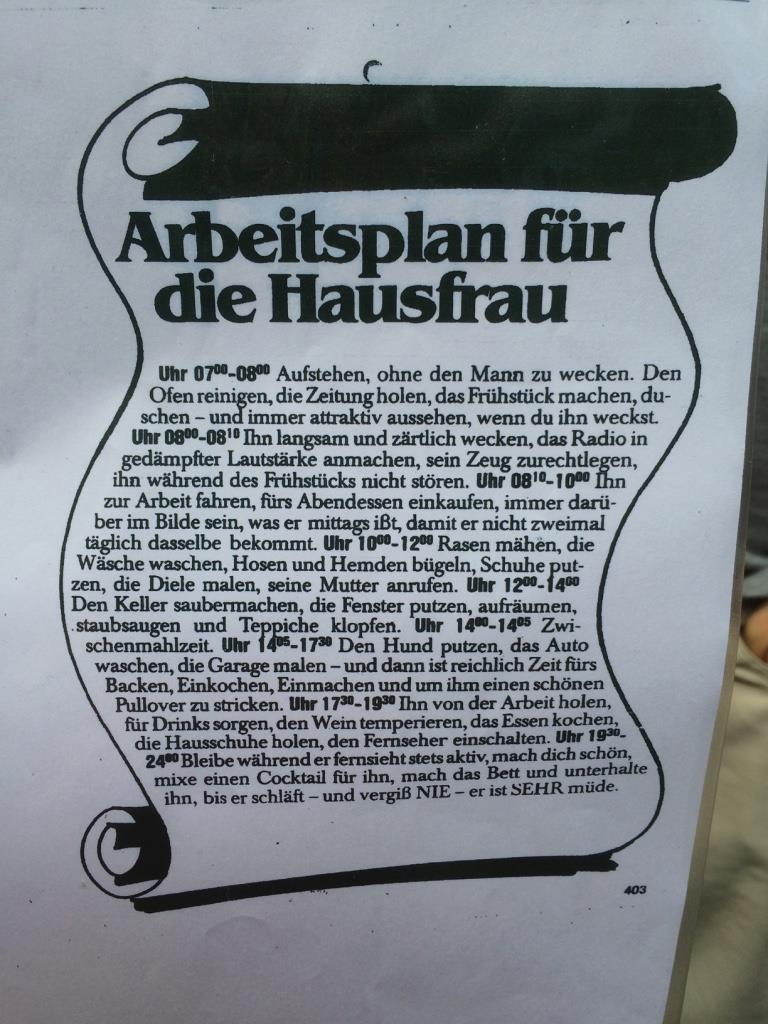 Arbeitsplan für
die Hausfrau
Uhr 07⁰⁰-08⁰⁰ Aufstehen, ohne den Mann zu wecken. Den
Ofen reinigen, die Zeitung holen, das Frühstück machen, du-
schen – und immer attraktiv aussehen, wenn du ihn weckst.
Uhr 08⁰⁰-08¹⁰ Ihn langsam und zärtlich wecken, das Radio in
gedämpfter Lautstärke anmachen, sein Zeug zurechtlegen,
ihn während des Frühstücks nicht stören. Uhr 08¹⁰-10⁰⁰ Ihn
zur Arbeit fahren, fürs Abendessen einkaufen, immer darü-
ber im Bilde sein, was er mittags ißt, damit er nicht zweimal
täglich dasselbe bekommt. Uhr 10⁰⁰-12⁰⁰ Rasen mähen, die
Wäsche waschen, Hosen und Hemden bügeln, Schuhe put-
zen, die Diele malen, seine Mutter anrufen. Uhr 12⁰⁰-14⁰⁰
Den Keller saubermachen, die Fenster putzen, aufräumen,
staubsaugen und Teppiche klopfen. Uhr 14⁰⁰-14⁰⁵ Zwi-
schenmahlzeit. Uhr 14⁰⁵-17³⁰ Den Hund putzen, das Auto
waschen, die Garage malen – und dann ist reichlich Zeit fürs
Backen, Einkochen, Einmachen und um ihm einen schönen
Pullover zu stricken. Uhr 17³⁰-19³⁰ Ihn von der Arbeit holen,
für Drinks sorgen, den Wein temperieren, das Essen kochen,
die Hausschuhe holen, den Fernseher einschalten. Uhr 19³⁰-
24⁰⁰ Bleibe während er fernsieht stets aktiv, mach dich schön,
mixe einen Cocktail für ihn, mach das Bett und unterhalte
ihn, bis er schläft – und vergiß NIE – er ist SEHR müde.
403